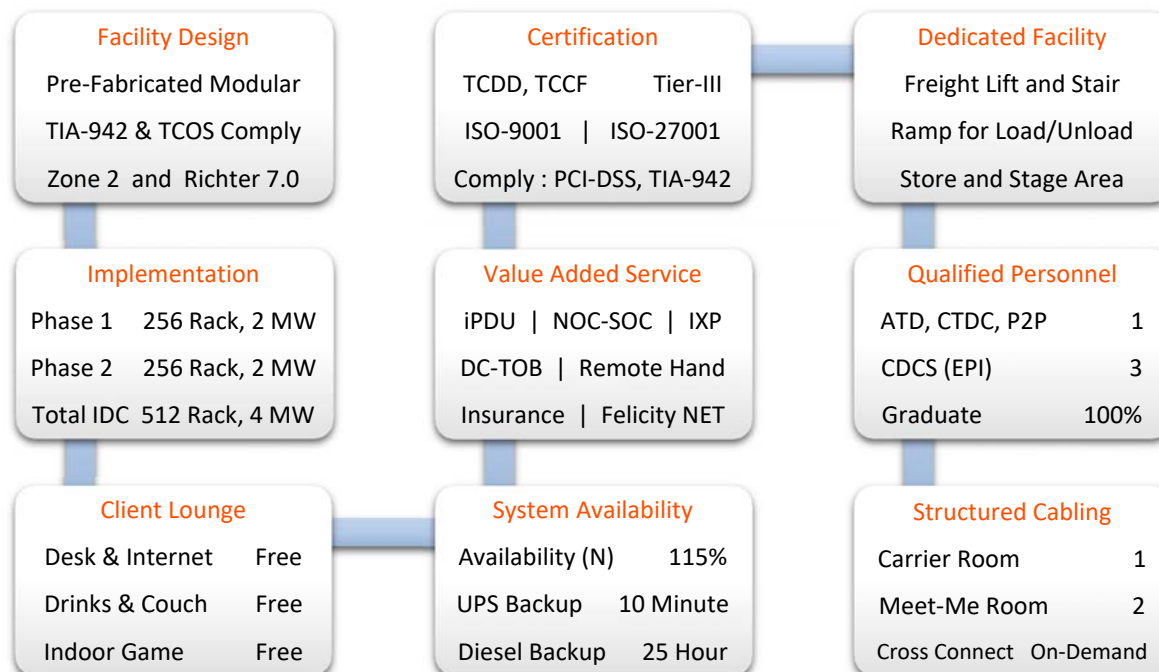 Facility Design
Pre-Fabricated Modular
TIA-942 & TCOS Comply
Zone 2 and Richter 7.0
Implementation
Phase 1 256 Rack, 2 MW
Phase 2 256 Rack, 2 MW
Total IDC 512 Rack, 4 MW
Client Lounge
Desk & Internet Free
Drinks & Couch Free
Indoor Game Free
System Availability
Availability (N) 115%
UPS Backup 10 Minute
Diesel Backup 25 Hour
Value Added Service
iPDU | NOC-SOC | IXP
DC-TOB | Remote Hand
Insurance | Felicity NET
Certification
TCDD, TCCF Tier-III
ISO-9001 | ISO-27001
Comply : PCI-DSS, TIA-942
Dedicated Facility
Freight Lift and Stair
Ramp for Load/Unload
Store and Stage Area
Qualified Personnel
ATD, CTDC, P2P 1
CDCS (EPI) 3
Graduate 100%
Structured Cabling
Carrier Room 1
Meet-Me Room 2
Cross Connect On-Demand